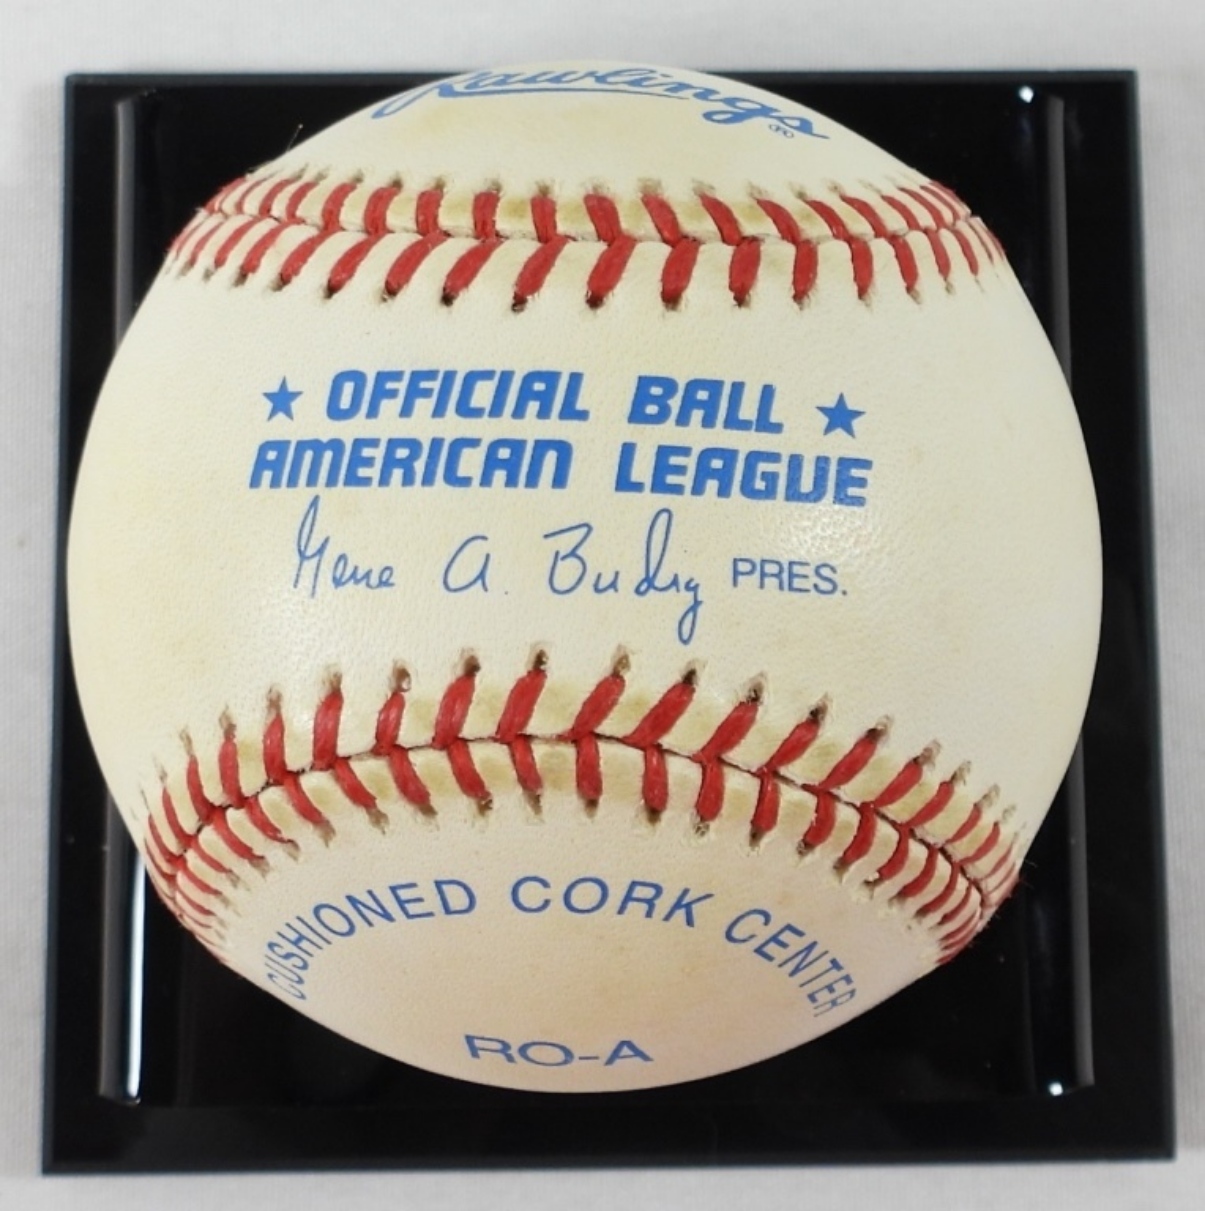 Rawlings®
★ OFFICIAL BALL ★
AMERICAN LEAGUE
Gene A. Budig PRES.
CUSHIONED CORK CENTER
RO-A